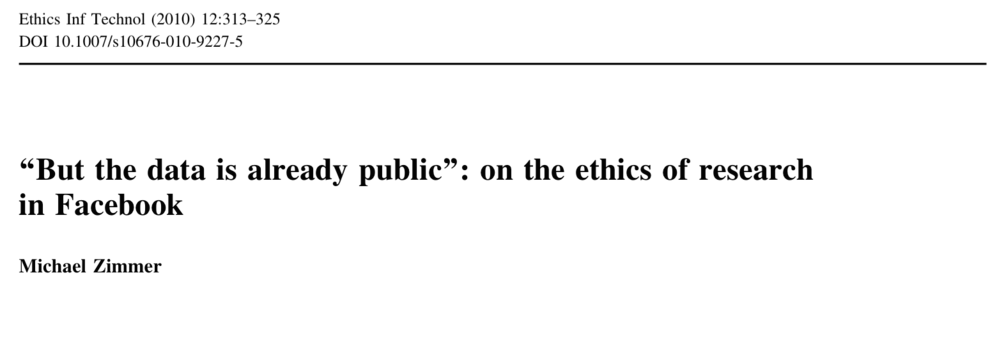 Ethics Inf Technol (2010) 12:313–325
DOI 10.1007/s10676-010-9227-5
“But the data is already public”: on the ethics of research
in Facebook
Michael Zimmer